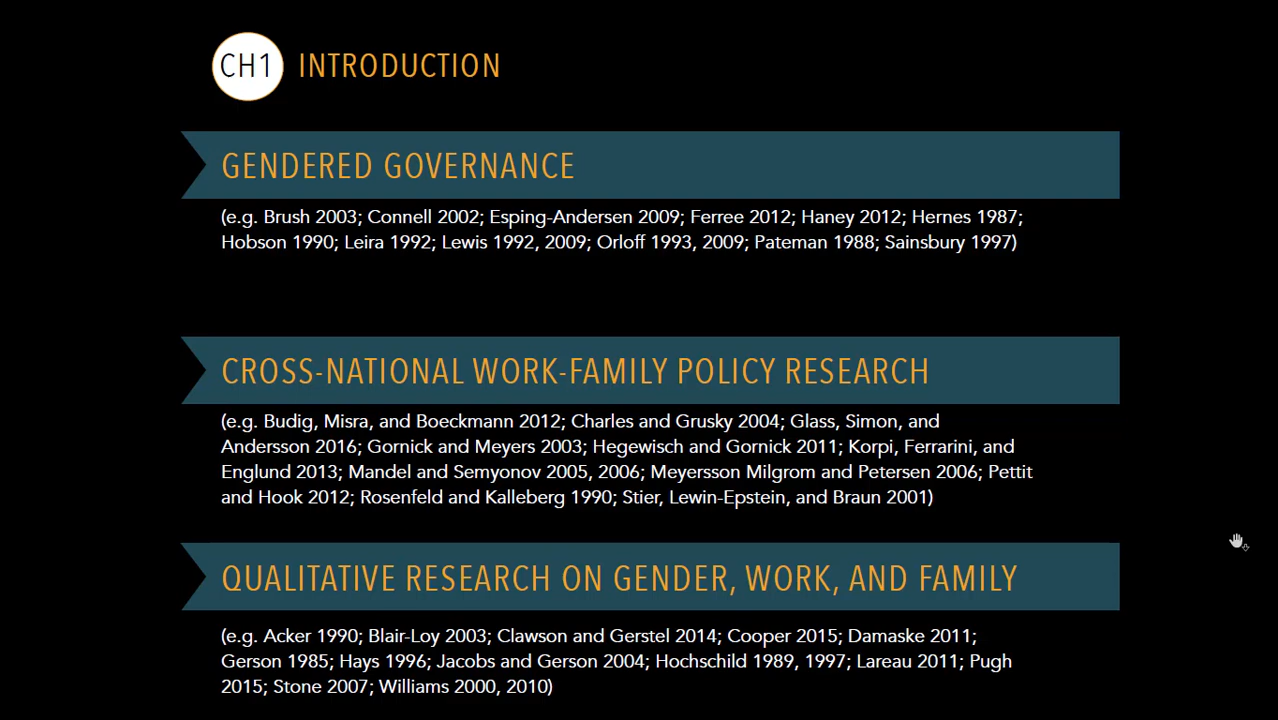 CH1 INTRODUCTION
GENDERED GOVERNANCE
(e.g. Brush 2003; Connell 2002; Esping-Andersen 2009; Ferree 2012; Haney 2012; Hernes 1987;
Hobson 1990; Leira 1992; Lewis 1992, 2009; Orloff 1993, 2009; Pateman 1988; Sainsbury 1997)
CROSS-NATIONAL WORK-FAMILY POLICY RESEARCH
(e.g. Budig, Misra, and Boeckmann 2012; Charles and Grusky 2004; Glass, Simon, and
Andersson 2016; Gornick and Meyers 2003; Hegewisch and Gornick 2011; Korpi, Ferrarini, and
Englund 2013; Mandel and Semyonov 2005, 2006; Meyersson Milgrom and Petersen 2006; Pettit
and Hook 2012; Rosenfeld and Kalleberg 1990; Stier, Lewin-Epstein, and Braun 2001)
QUALITATIVE RESEARCH ON GENDER, WORK, AND FAMILY
(e.g. Acker 1990; Blair-Loy 2003; Clawson and Gerstel 2014; Cooper 2015; Damaske 2011;
Gerson 1985; Hays 1996; Jacobs and Gerson 2004; Hochschild 1989, 1997; Lareau 2011; Pugh
2015; Stone 2007; Williams 2000, 2010)